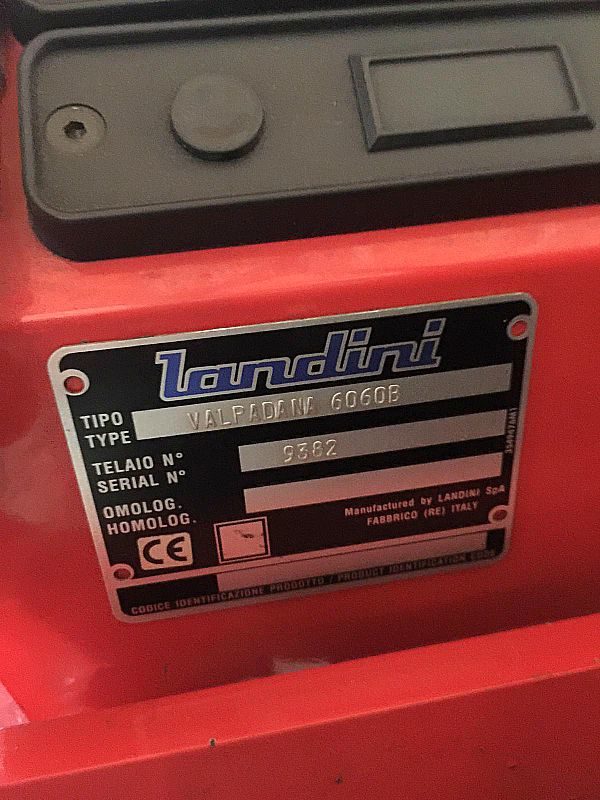 Landini
TIPO
TYPE
VALPADANA 6060B
TELAIO N°
SERIAL N°
9382
OMOLOG.
HOMOLOG.
Manufactured by LANDINI SpA
FABBRICO (RE) ITALY
CE
CODICE IDENTIFICAZIONE PRODOTTO / PRODUCT IDENTIFICATION CODE